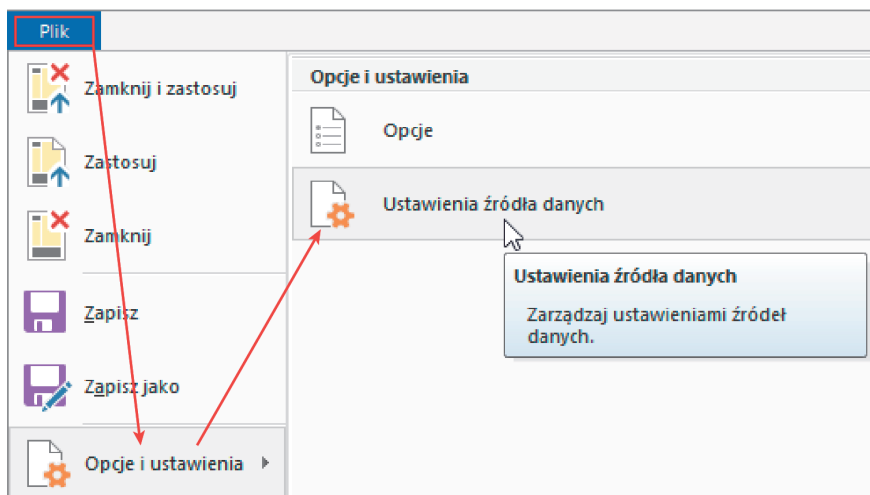 Plik
Zamknij i zastosuj
Zastosuj
Zamknij
Zapisz
Zapisz jako
Opcje i ustawienia
Opcje i ustawienia
Opcje
Ustawienia źródła danych
Ustawienia źródła danych
Zarządzaj ustawieniami źródeł
danych.